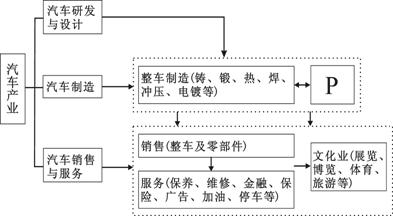 汽车研发
与设计
汽车产业
汽车制造
整车制造(铸、锻、热、焊、
冲压、电镀等)
P
汽车销售
与服务
销售(整车及零部件)
服务(保养、维修、金融、保
险、广告、加油、停车等)
文化业(展览、
博览、体育、
旅游等)